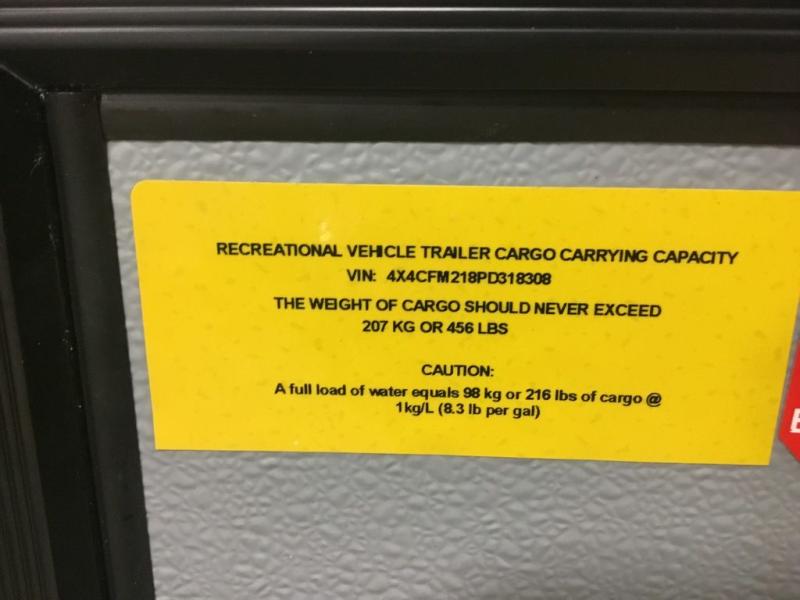 RECREATIONAL VEHICLE TRAILER CARGO CARRYING CAPACITY
VIN: 4X4CFM218PD318308
THE WEIGHT OF CARGO SHOULD NEVER EXCEED
207 KG OR 456 LBS
CAUTION:
A full load of water equals 98 kg or 216 lbs of cargo @
1kg/L (8.3 lb per gal)